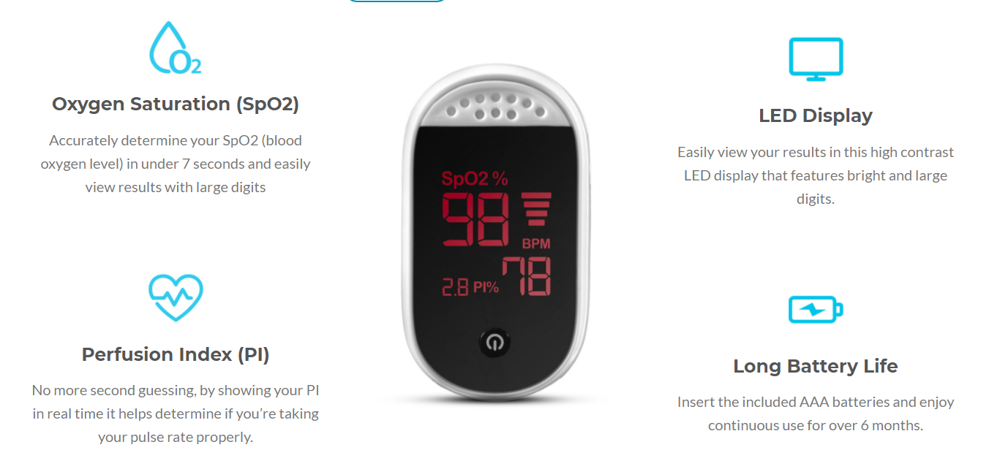 O2
Oxygen Saturation (SpO2)
Accurately determine your SpO2 (blood
oxygen level) in under 7 seconds and easily
view results with large digits
Perfusion Index (PI)
No more second guessing, by showing your PI
in real time it helps determine if you’re taking
your pulse rate properly.
SpO2 %
98
BPM
78
2.8 PI%
LED Display
Easily view your results in this high contrast
LED display that features bright and large
digits.
Long Battery Life
Insert the included AAA batteries and enjoy
continuous use for over 6 months.